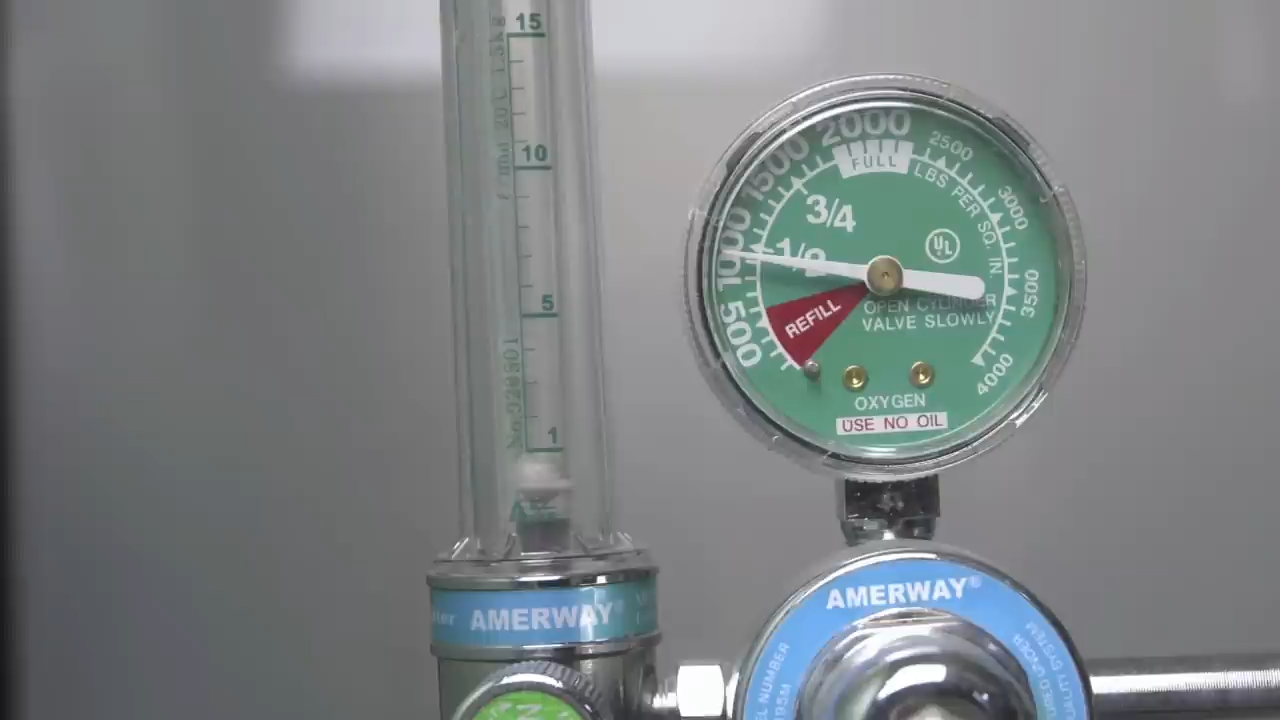 15
10
5
1
2000
2500
1500
FULL
LBS PER SQ. IN.
3000
3/4
1000
1/2
3500
500
REFILL
OPEN CYLINDER
VALVE SLOWLY
4000
OXYGEN
USE NO OIL
AMERWAY®
AMERWAY®